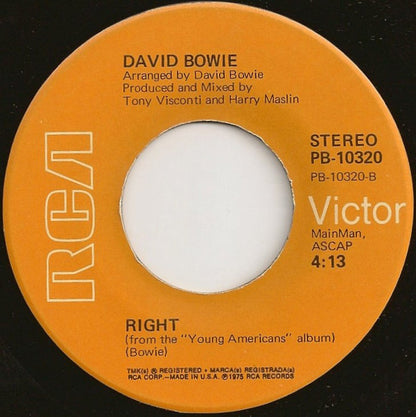 DAVID BOWIE
Arranged by David Bowie
Produced and Mixed by
Tony Visconti and Harry Maslin
RCA
STEREO
PB-10320
PB-10320-B
Victor
MainMan,
ASCAP
4:13
RIGHT
(from the "Young Americans" album)
(Bowie)
TMK(s) ® REGISTERED • MARCA(s) REGISTRADA(s)
RCA CORP.—MADE IN U.S.A. ℗ 1975 RCA RECORDS